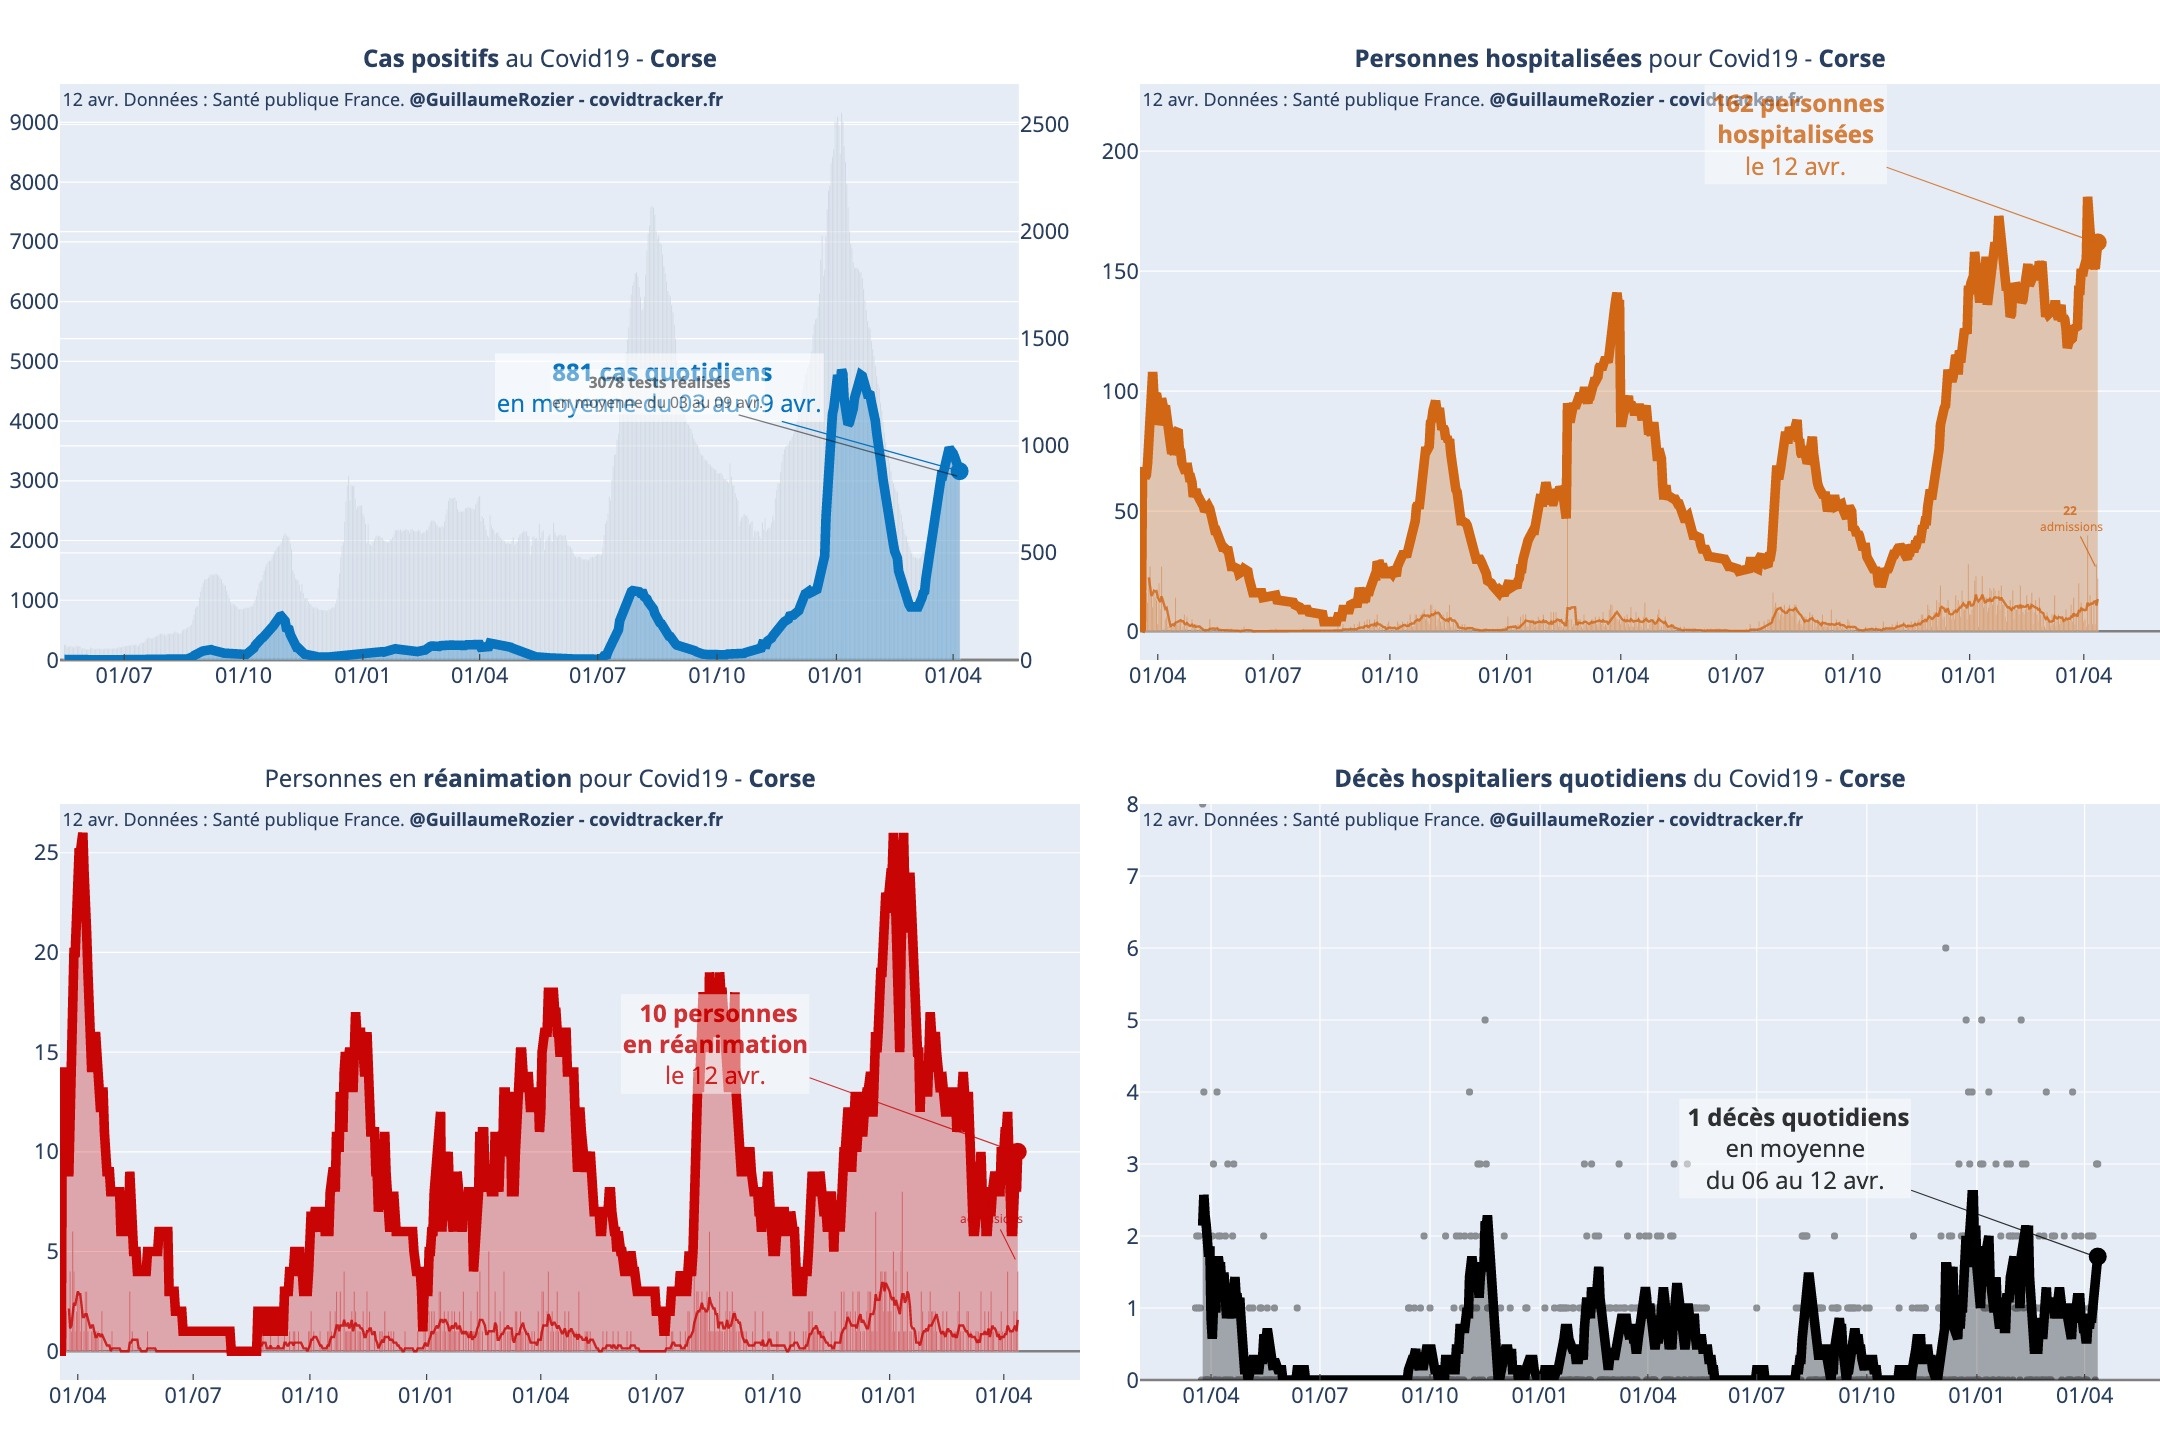 Cas positifs au Covid19 - Corse
12 avr. Données : Santé publique France. @GuillaumeRozier - covidtracker.fr
9000
8000
7000
6000
5000
4000
3000
2000
1000
0
2500
2000
1500
1000
500
0
881 cas quotidiens
en moyenne du 03 au 09 avr.
3078 tests réalisés
en moyenne du 03 au 09 avr.
01/07 01/10 01/01 01/04 01/07 01/10 01/01 01/04
Personnes hospitalisées pour Covid19 - Corse
12 avr. Données : Santé publique France. @GuillaumeRozier - covidtracker.fr
162 personnes
hospitalisées
le 12 avr.
200
150
100
50
0
22
admissions
01/04 01/07 01/10 01/01 01/04 01/07 01/10 01/01 01/04
Personnes en réanimation pour Covid19 - Corse
12 avr. Données : Santé publique France. @GuillaumeRozier - covidtracker.fr
25
20
15
10
5
0
10 personnes
en réanimation
le 12 avr.
admissions
01/04 01/07 01/10 01/01 01/04 01/07 01/10 01/01 01/04
Décès hospitaliers quotidiens du Covid19 - Corse
12 avr. Données : Santé publique France. @GuillaumeRozier - covidtracker.fr
8
7
6
5
4
3
2
1
0
1 décès quotidiens
en moyenne
du 06 au 12 avr.
01/04 01/07 01/10 01/01 01/04 01/07 01/10 01/01 01/04